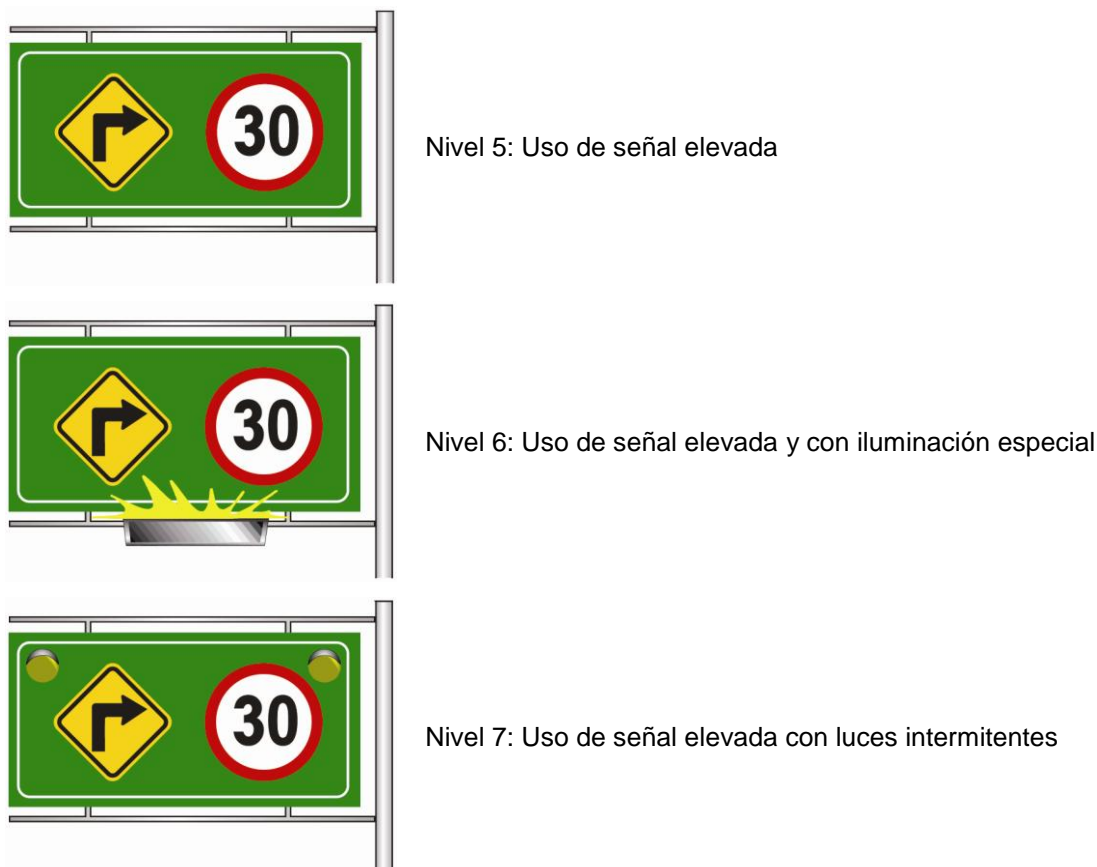 30
Nivel 5: Uso de señal elevada
30
Nivel 6: Uso de señal elevada y con iluminación especial
30
Nivel 7: Uso de señal elevada con luces intermitentes